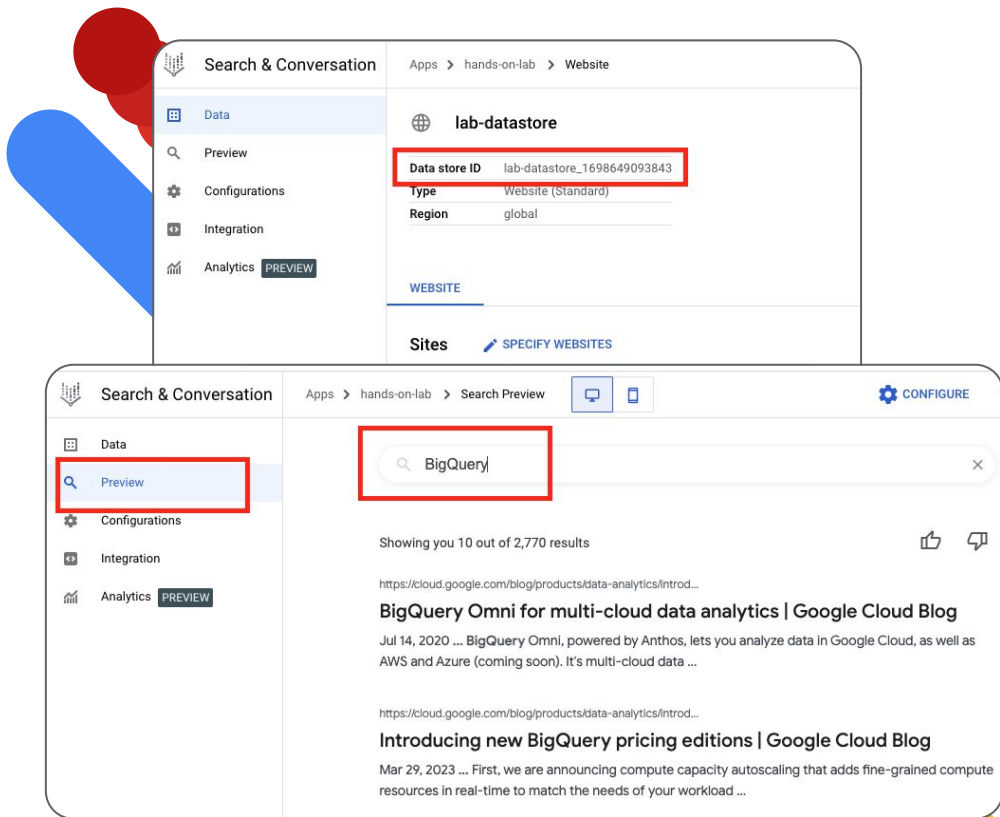 Search & Conversation
Apps > hands-on-lab > Website
Data
Preview
Configurations
Integration
Analytics PREVIEW
lab-datastore
Data store ID lab-datastore_1698649093843
Type Website (Standard)
Region global
WEBSITE
Sites SPECIFY WEBSITES
Search & Conversation
Apps > hands-on-lab > Search Preview
CONFIGURE
Data
Preview
Configurations
Integration
Analytics PREVIEW
BigQuery
Showing you 10 out of 2,770 results
https://cloud.google.com/blog/products/data-analytics/introd...
BigQuery Omni for multi-cloud data analytics | Google Cloud Blog
Jul 14, 2020 ... BigQuery Omni, powered by Anthos, lets you analyze data in Google Cloud, as well as
AWS and Azure (coming soon). It's multi-cloud data ...
https://cloud.google.com/blog/products/data-analytics/introd...
Introducing new BigQuery pricing editions | Google Cloud Blog
Mar 29, 2023 ... First, we are announcing compute capacity autoscaling that adds fine-grained compute
resources in real-time to match the needs of your workload ...